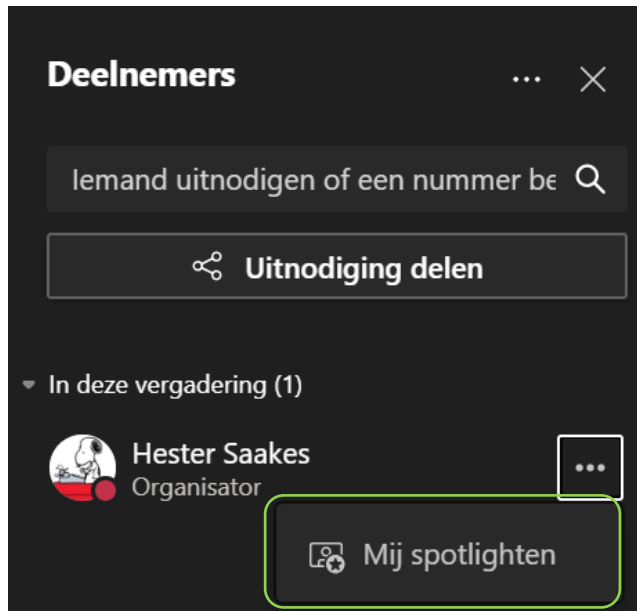 Deelnemers
Iemand uitnodigen of een nummer be
Uitnodiging delen
In deze vergadering (1)
Hester Saakes
Organisator
Mij spotlighten